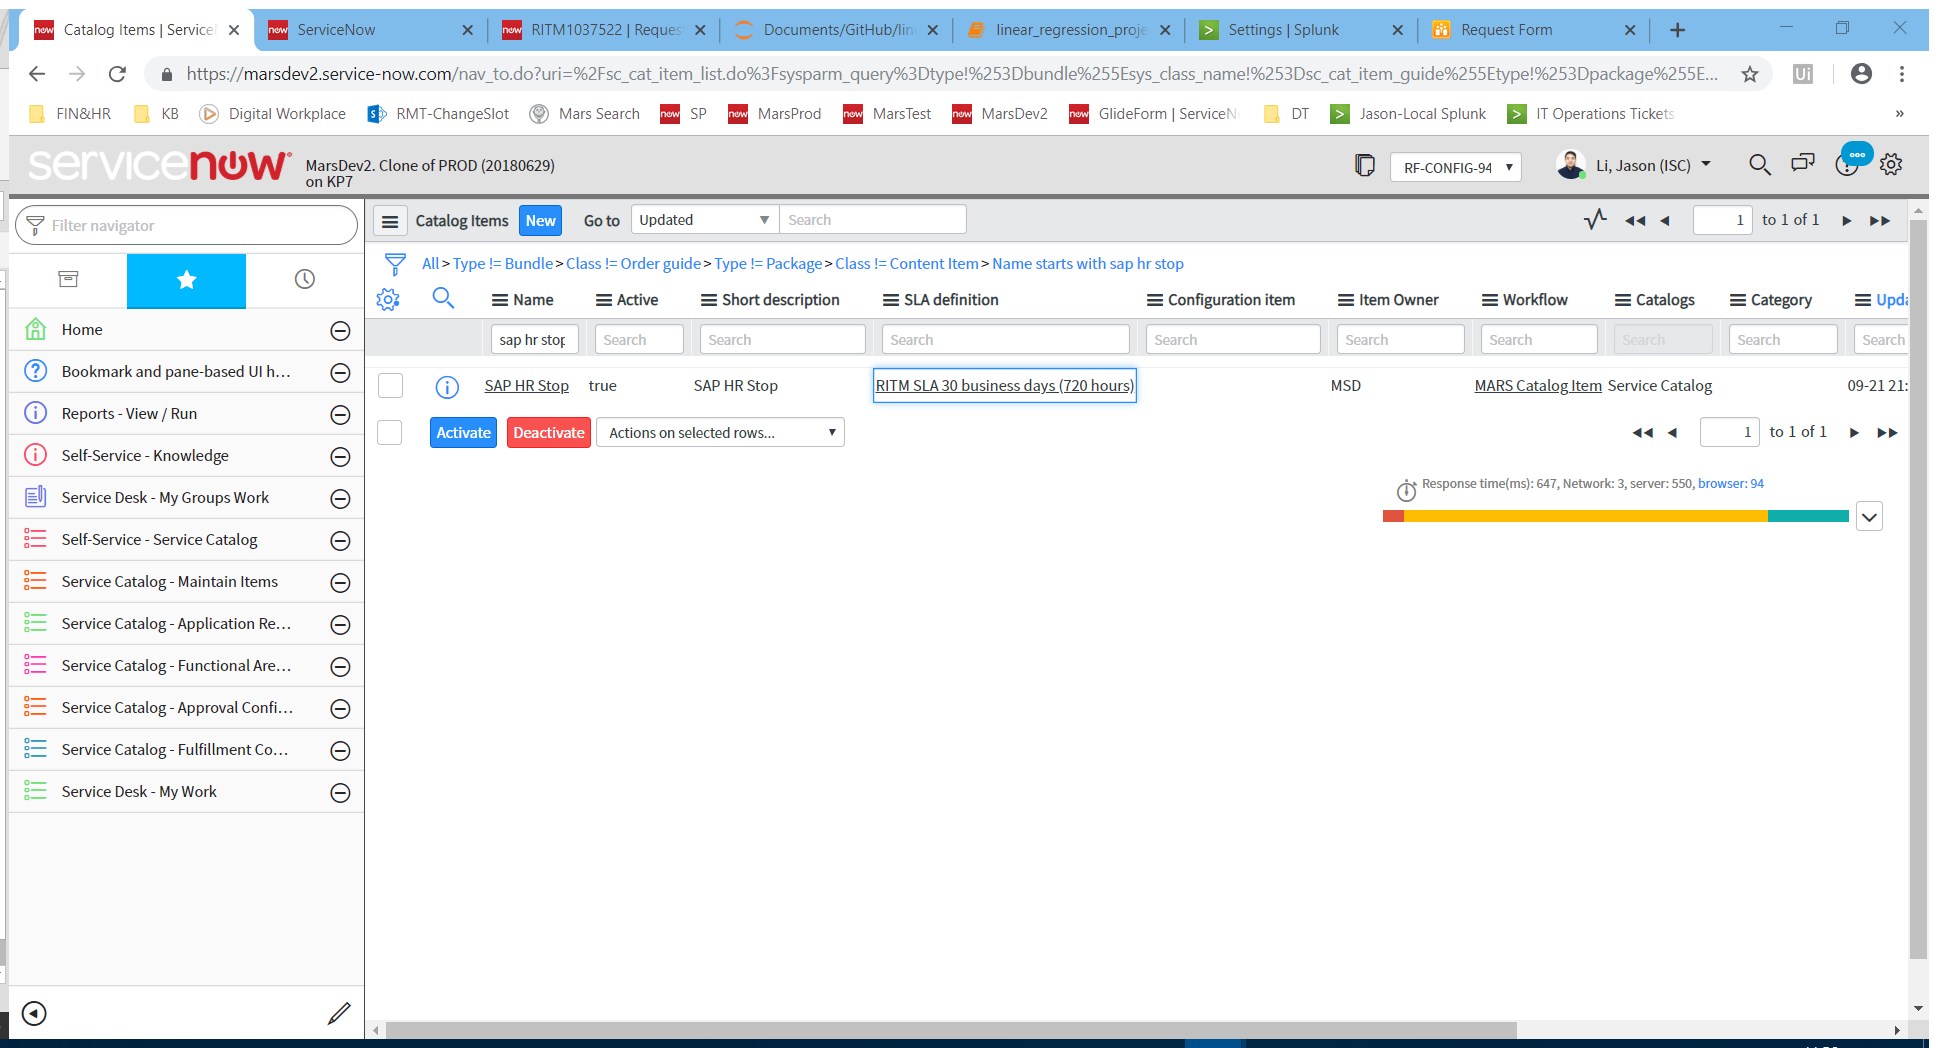 Catalog Items | Service
ServiceNow
RITM1037522 | Reques
Documents/GitHub/lin
linear_regression_proje
Settings | Splunk
Request Form
https://marsdev2.service-now.com/nav_to.do?uri=%2Fsc_cat_item_list.do%3Fsysparm_query%3Dtype!%253Dbundle%255Esys_class_name!%253Dsc_cat_item_guide%255Etype!%253Dpackage%255E...
Ui
FIN&HR KB Digital Workplace RMT-ChangeSlot Mars Search now SP now MarsProd now MarsTest now MarsDev2 now GlideForm | ServiceN DT Jason-Local Splunk IT Operations Tickets »
servicenow MarsDev2. Clone of PROD (20180629)
on KP7
RF-CONFIG-94 Li, Jason (ISC)
Filter navigator
Catalog Items New Go to Updated Search 1 to 1 of 1
All > Type != Bundle > Class != Order guide > Type != Package > Class != Content Item > Name starts with sap hr stop
Name Active Short description SLA definition Configuration item Item Owner Workflow Catalogs Category Upda
sap hr stop Search Search Search Search Search Search Search Search Search
SAP HR Stop true SAP HR Stop RITM SLA 30 business days (720 hours) MSD MARS Catalog Item Service Catalog 09-21 21:
Activate Deactivate Actions on selected rows... 1 to 1 of 1
Response time(ms): 647, Network: 3, server: 550, browser: 94
Home
Bookmark and pane-based UI h...
Reports - View / Run
Self-Service - Knowledge
Service Desk - My Groups Work
Self-Service - Service Catalog
Service Catalog - Maintain Items
Service Catalog - Application Re...
Service Catalog - Functional Are...
Service Catalog - Approval Confi...
Service Catalog - Fulfillment Co...
Service Desk - My Work